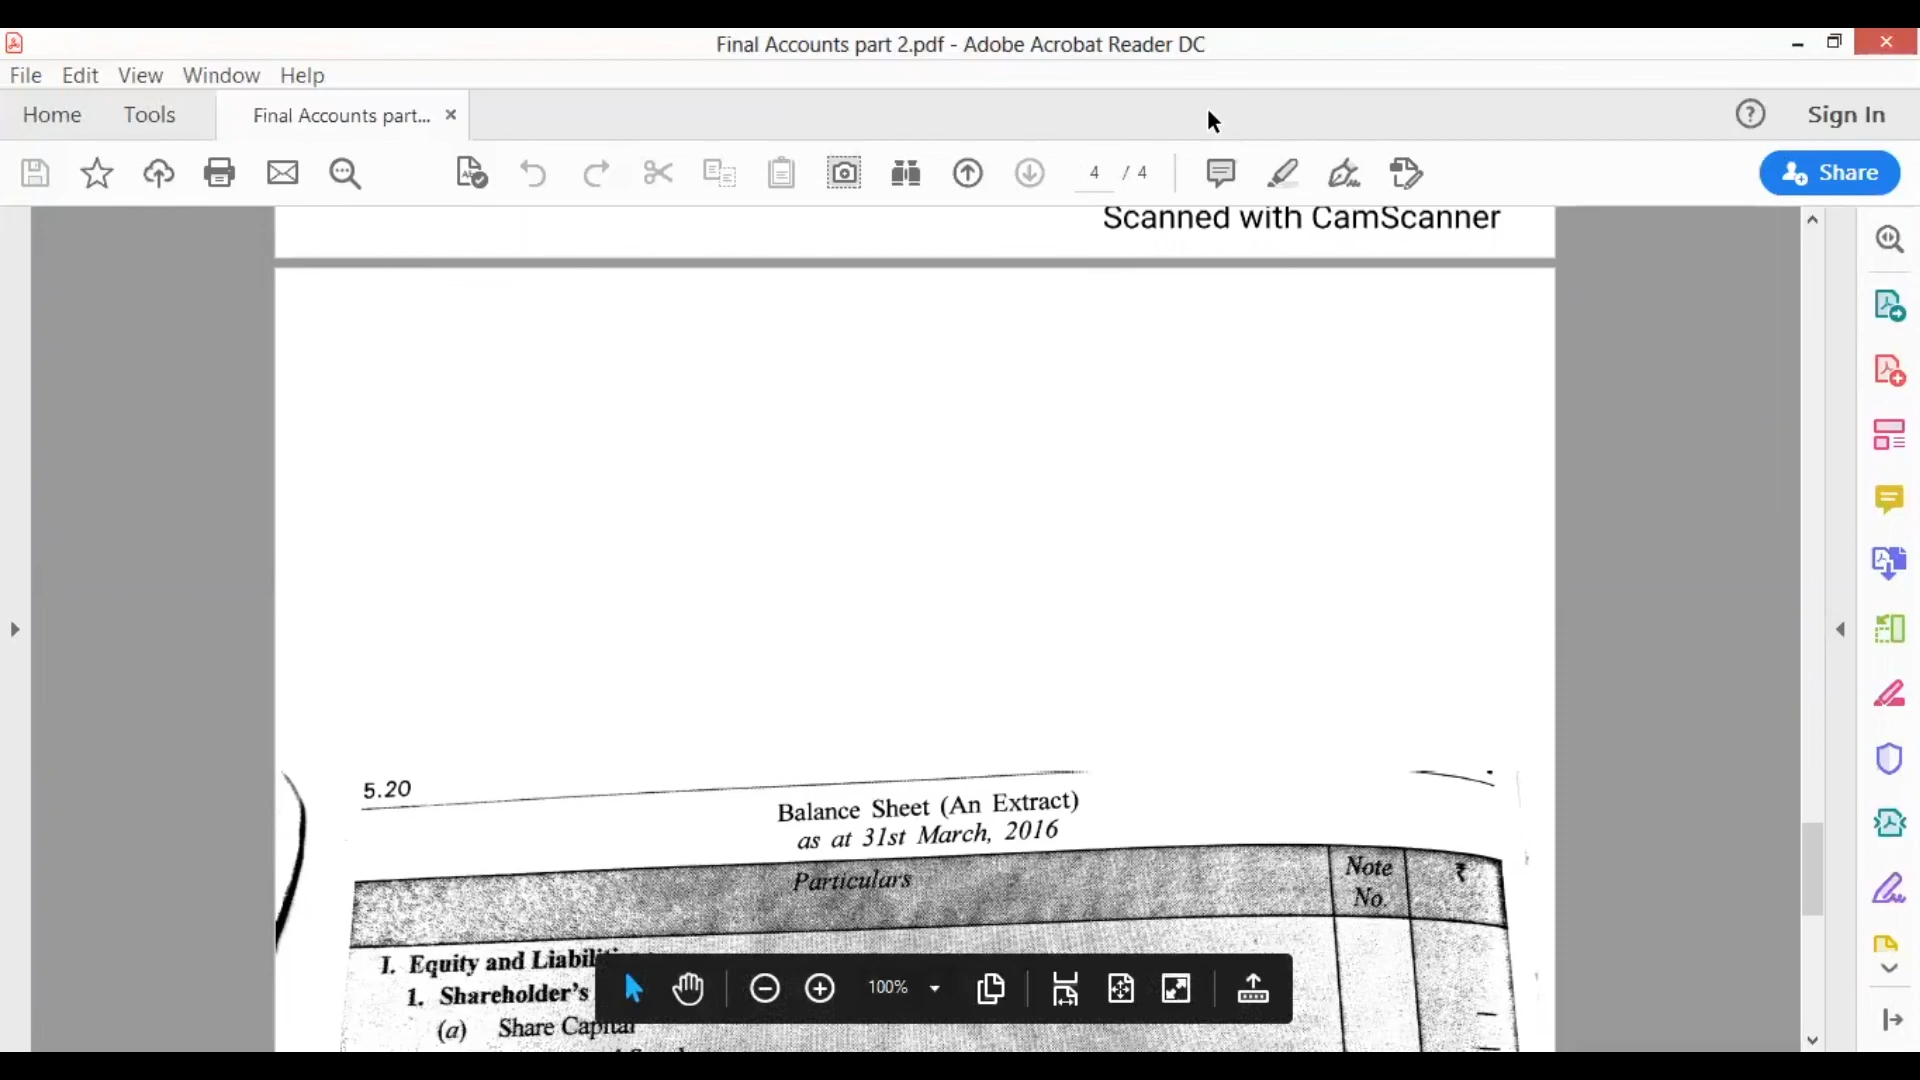 Final Accounts part 2.pdf - Adobe Acrobat Reader DC
File Edit View Window Help
Home Tools Final Accounts part... × ? Sign In
4 / 4 Share
Scanned with CamScanner
5.20
Balance Sheet (An Extract)
as at 31st March, 2016
Particulars Note No. ₹
I. Equity and
1. Shareholder's
(a) Share Capital
100%